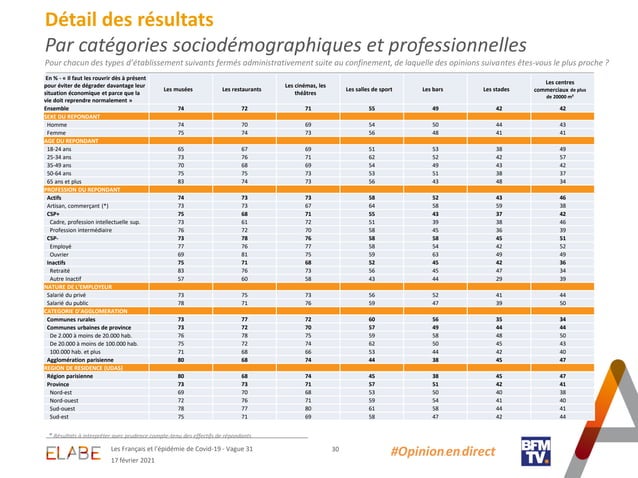 Détail des résultats
Par catégories sociodémographiques et professionnelles
Pour chacun des types d'établissement suivants fermés administrativement suite au confinement, de laquelle des opinions suivantes êtes-vous le plus proche ?
En % - « Il faut les rouvrir dès à présent pour éviter de dégrader davantage leur situation économique et parce que la vie doit reprendre normalement » Les musées Les restaurants Les cinémas, les théâtres Les salles de sport Les bars Les stades Les centres commerciaux de plus de 20000 m²
Ensemble 74 72 71 55 49 42 42
SEXE DU REPONDANT
Homme 74 70 69 54 50 44 43
Femme 75 74 73 56 48 41 41
AGE DU REPONDANT
18-24 ans 65 67 69 51 53 38 49
25-34 ans 73 76 71 62 52 42 57
35-49 ans 70 68 69 54 49 43 42
50-64 ans 75 75 73 53 51 38 37
65 ans et plus 83 74 73 56 43 48 34
PROFESSION DU REPONDANT
Actifs 74 73 73 58 52 43 46
Artisan, commerçant (*) 73 73 67 64 58 59 38
CSP+ 75 68 71 55 43 37 42
Cadre, profession intellectuelle sup. 73 61 72 51 39 38 46
Profession intermédiaire 76 72 70 58 45 36 39
CSP- 73 78 76 58 58 45 51
Employé 77 76 77 58 54 42 52
Ouvrier 69 81 75 59 63 49 49
Inactifs 75 71 68 52 45 42 36
Retraité 83 76 73 56 45 47 34
Autre inactif 57 60 58 43 44 29 39
NATURE DE L'EMPLOYEUR
Salarié du privé 73 75 73 56 52 41 44
Salarié du public 78 71 76 59 47 39 50
CATEGORIE D'AGGLOMERATION
Communes rurales 73 77 72 60 56 35 34
Communes urbaines de province 73 72 70 57 49 44 44
De 2.000 à moins de 20.000 hab. 76 78 75 59 58 48 50
De 20.000 à moins de 100.000 hab. 75 72 74 62 50 45 43
100.000 hab. et plus 71 68 66 53 44 42 40
Agglomération parisienne 80 68 74 44 38 45 47
REGION DE RESIDENCE (UDA5)
Région parisienne 80 68 74 45 38 45 47
Province 73 73 71 57 51 42 41
Nord-est 69 70 68 53 50 40 38
Nord-ouest 72 76 71 59 54 41 40
Sud-ouest 78 77 80 61 58 44 41
Sud-est 75 71 69 58 47 42 44
* Résultats à interpréter avec prudence compte-tenu des effectifs de répondants
ELABE
Les Français et l'épidémie de Covid-19 - Vague 31
17 février 2021
30
#Opinion en direct
BFM TV.